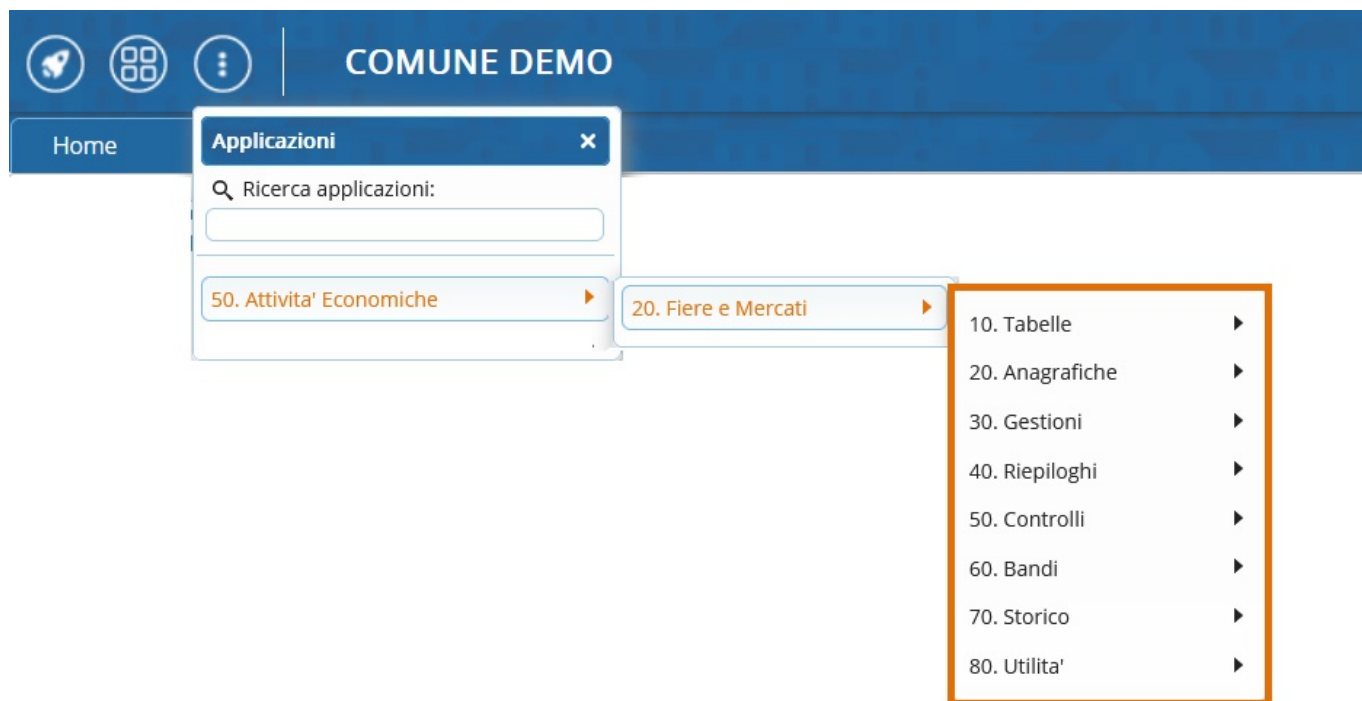 COMUNE DEMO
Home
Applicazioni
Ricerca applicazioni:
50. Attivita' Economiche
20. Fiere e Mercati
10. Tabelle
20. Anagrafiche
30. Gestioni
40. Riepiloghi
50. Controlli
60. Bandi
70. Storico
80. Utilita'